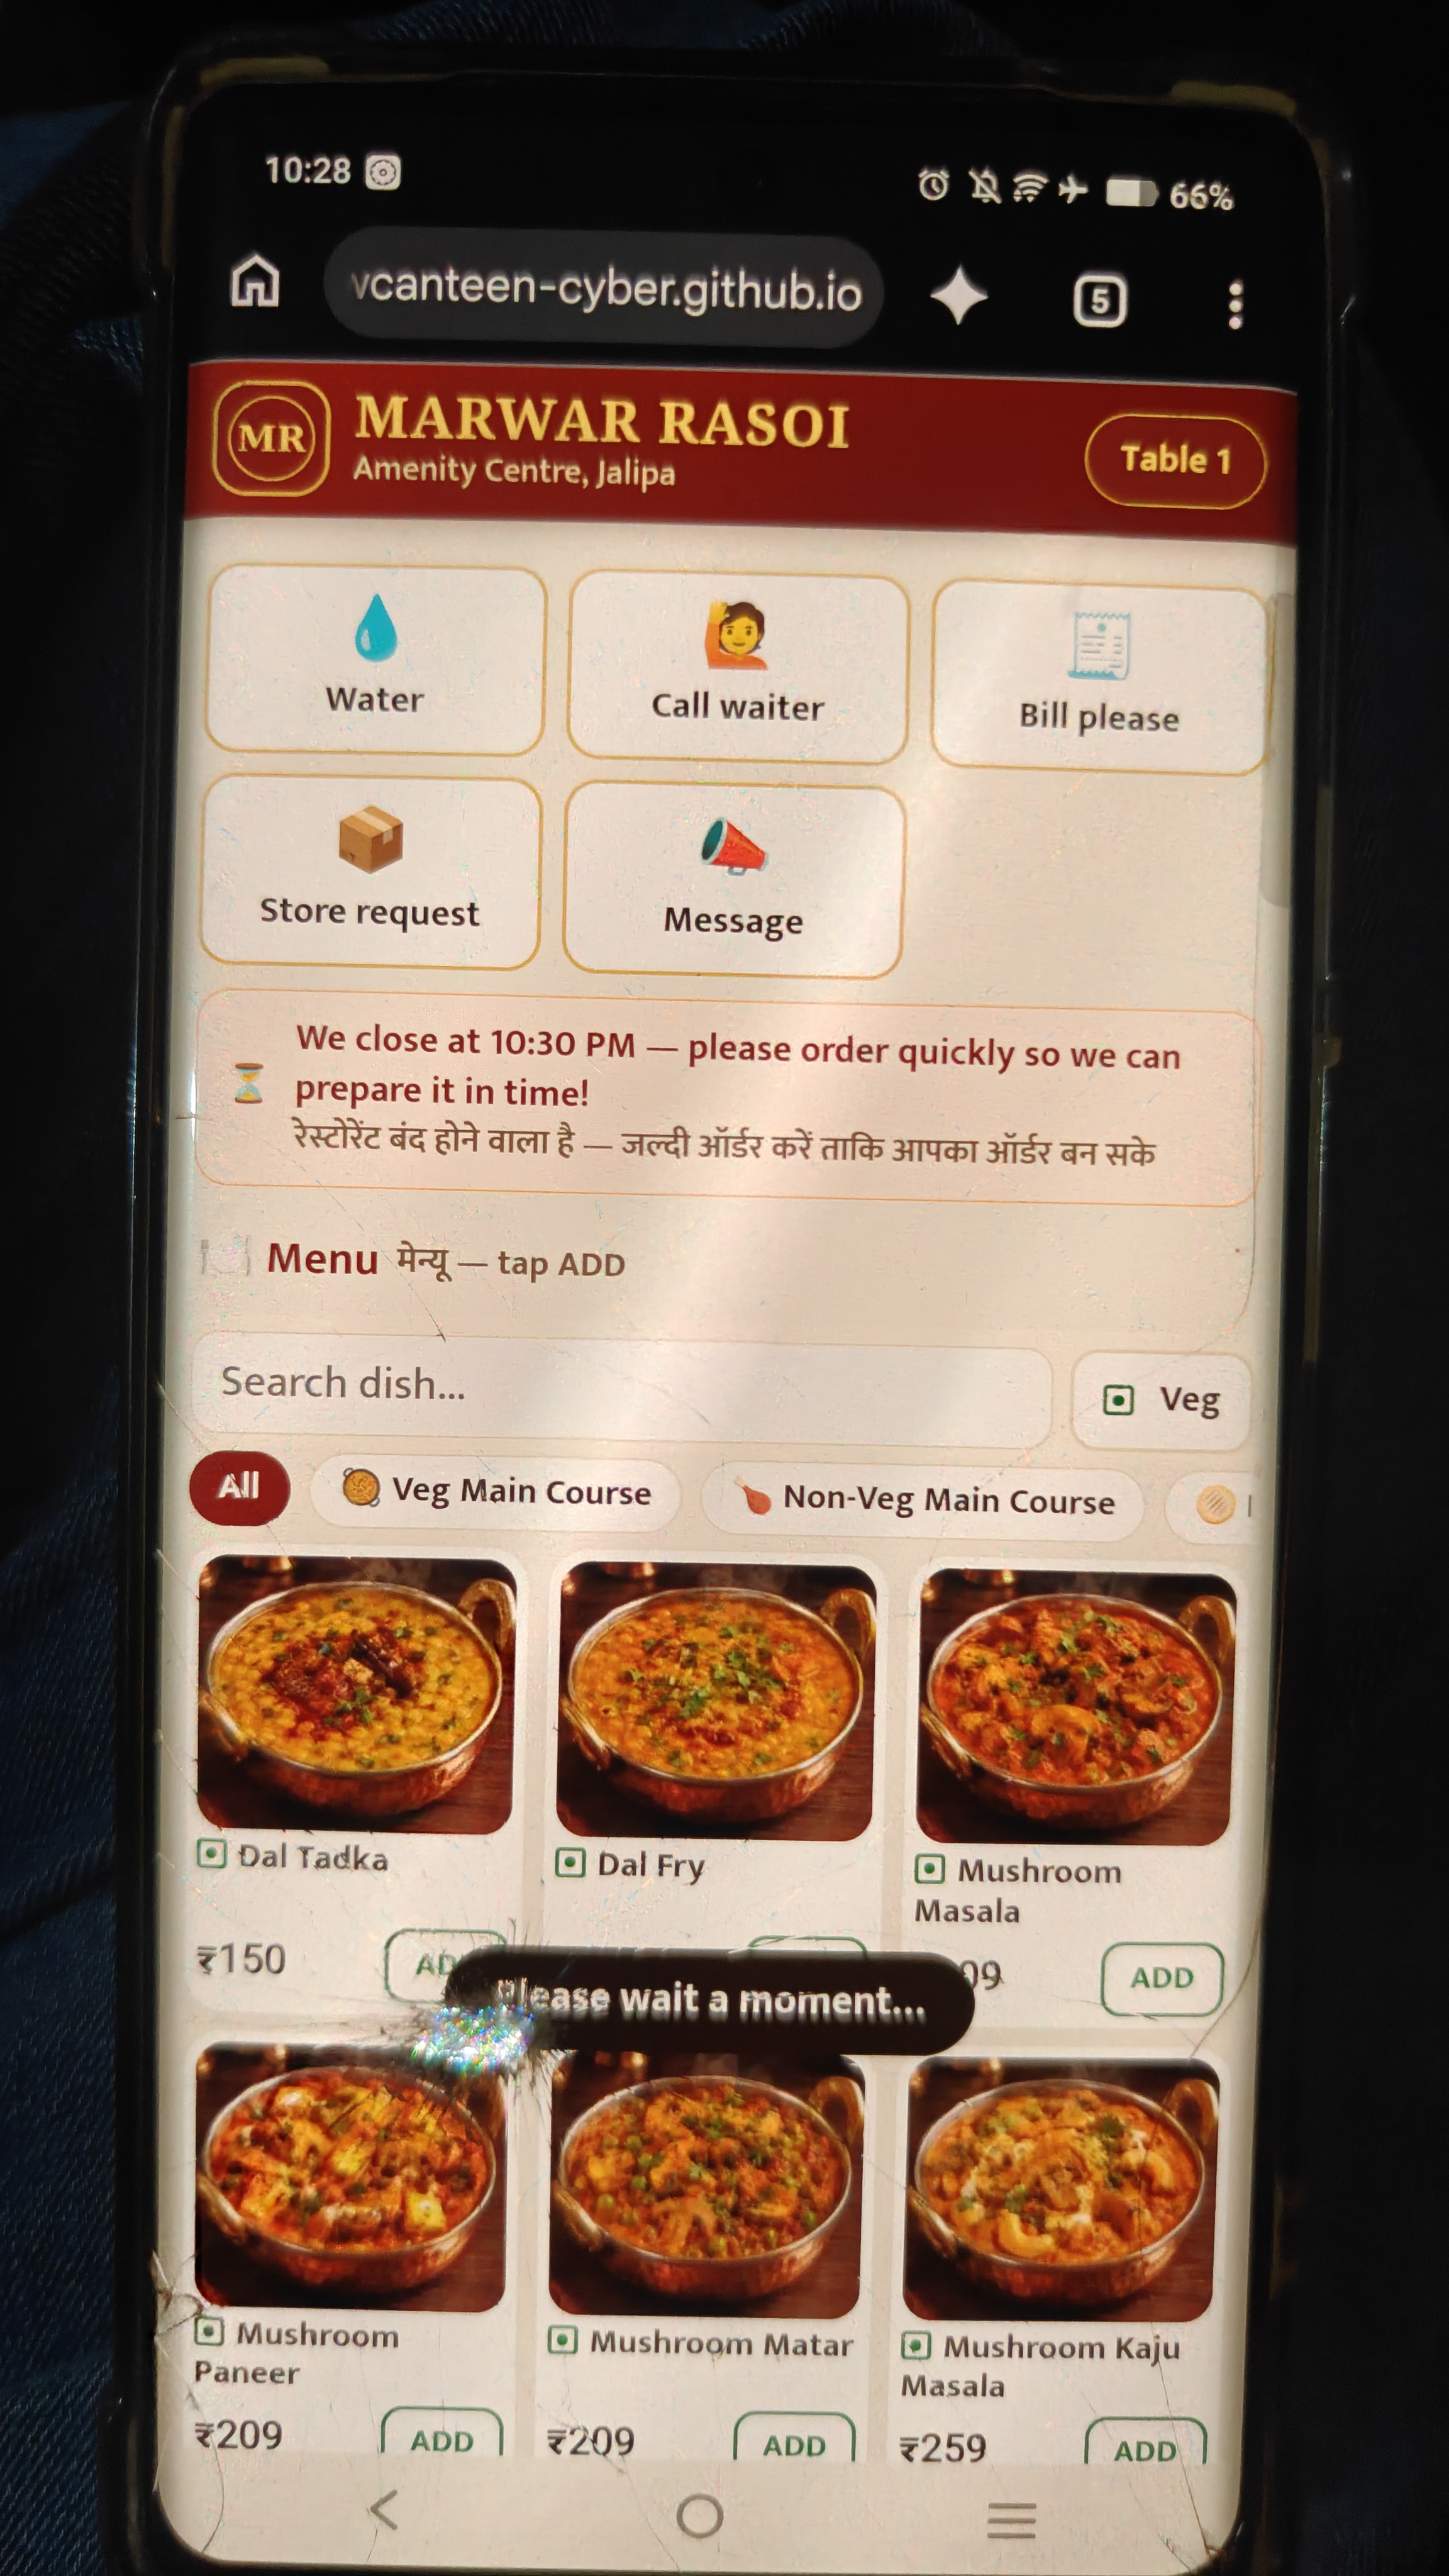 10:28
66%
vcanteen-cyber.github.io
5
MR
MARWAR RASOI
Amenity Centre, Jalipa
Table 1
Water
Call waiter
Bill please
Store request
Message
We close at 10:30 PM — please order quickly so we can
prepare it in time!
रेस्टोरेंट बंद होने वाला है — जल्दी ऑर्डर करें ताकि आपका ऑर्डर बन सके
Menu मेन्यू — tap ADD
Search dish...
Veg
All
Veg Main Course
Non-Veg Main Course
Dal Tadka
Dal Fry
Mushroom
Masala
₹150
ADD
Please wait a moment...
Mushroom
Paneer
Mushroom Matar
Mushroom Kaju
Masala
₹209
ADD
₹209
ADD
₹259
ADD